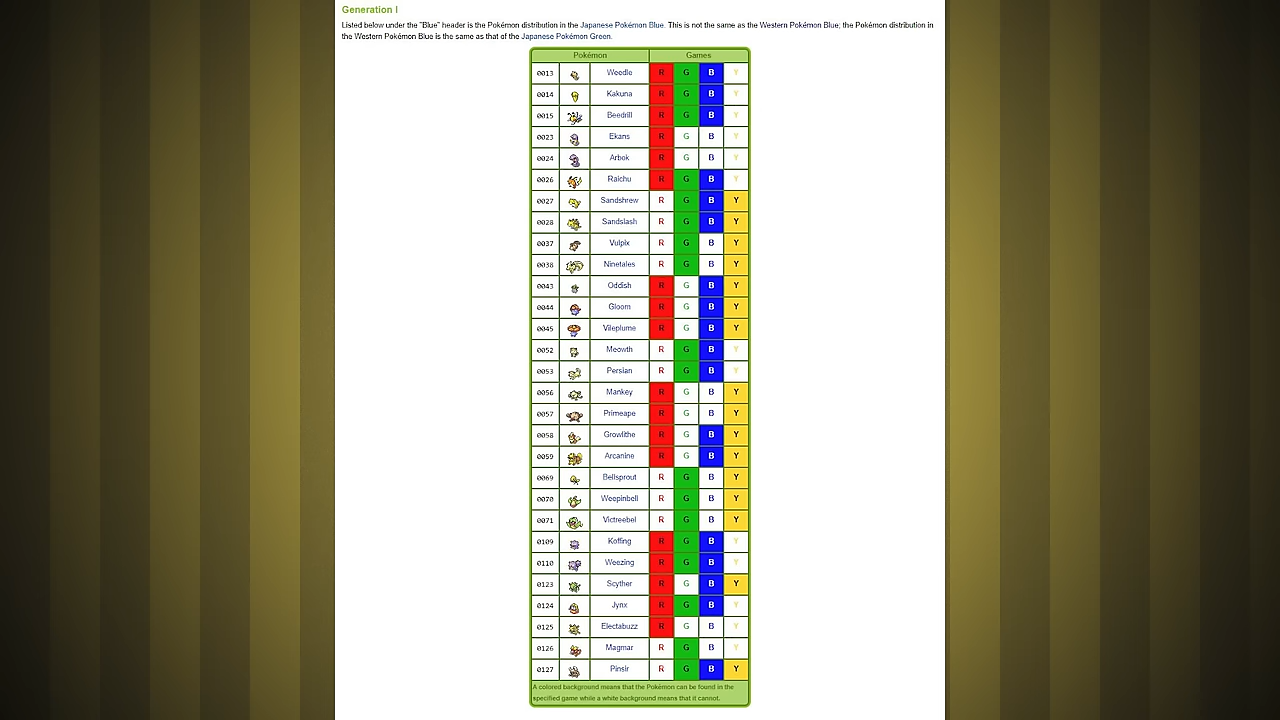 Generation I
Listed below under the "Blue" header is the Pokémon distribution in the Japanese Pokémon Blue. This is not the same as the Western Pokémon Blue; the Pokémon distribution in
the Western Pokémon Blue is the same as that of the Japanese Pokémon Green.
Pokémon Games
0013 Weedle R G B Y
0014 Kakuna R G B Y
0015 Beedrill R G B Y
0023 Ekans R G B Y
0024 Arbok R G B Y
0026 Raichu R G B Y
0027 Sandshrew R G B Y
0028 Sandslash R G B Y
0037 Vulpix R G B Y
0038 Ninetales R G B Y
0043 Oddish R G B Y
0044 Gloom R G B Y
0045 Vileplume R G B Y
0052 Meowth R G B Y
0053 Persian R G B Y
0056 Mankey R G B Y
0057 Primeape R G B Y
0058 Growlithe R G B Y
0059 Arcanine R G B Y
0069 Bellsprout R G B Y
0070 Weepinbell R G B Y
0071 Victreebel R G B Y
0109 Koffing R G B Y
0110 Weezing R G B Y
0123 Scyther R G B Y
0124 Jynx R G B Y
0125 Electabuzz R G B Y
0126 Magmar R G B Y
0127 Pinsir R G B Y
A colored background means that the Pokémon can be found in the
specified game while a white background means that it cannot.